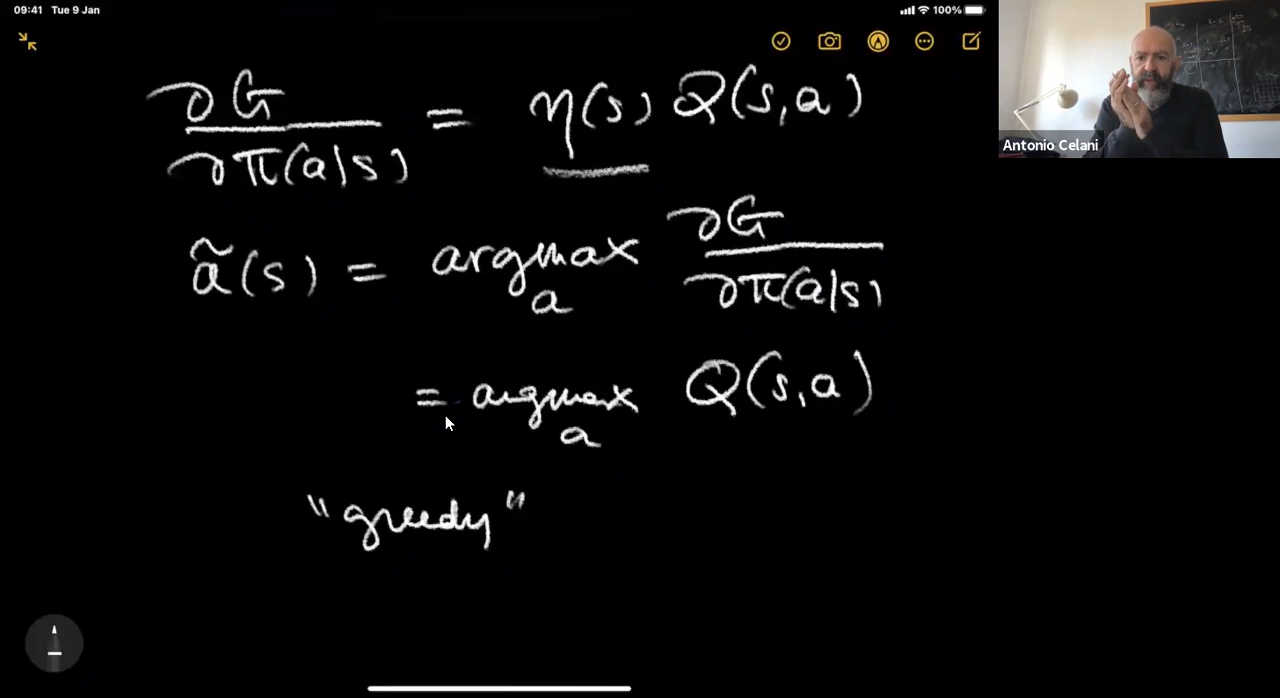 09:41 Tue 9 Jan
100%
Antonio Celani
∂G/∂π(a|s) = η(s) Q(s,a)
ã(s) = argmax_a ∂G/∂π(a|s)
= argmax_a Q(s,a)
"greedy"